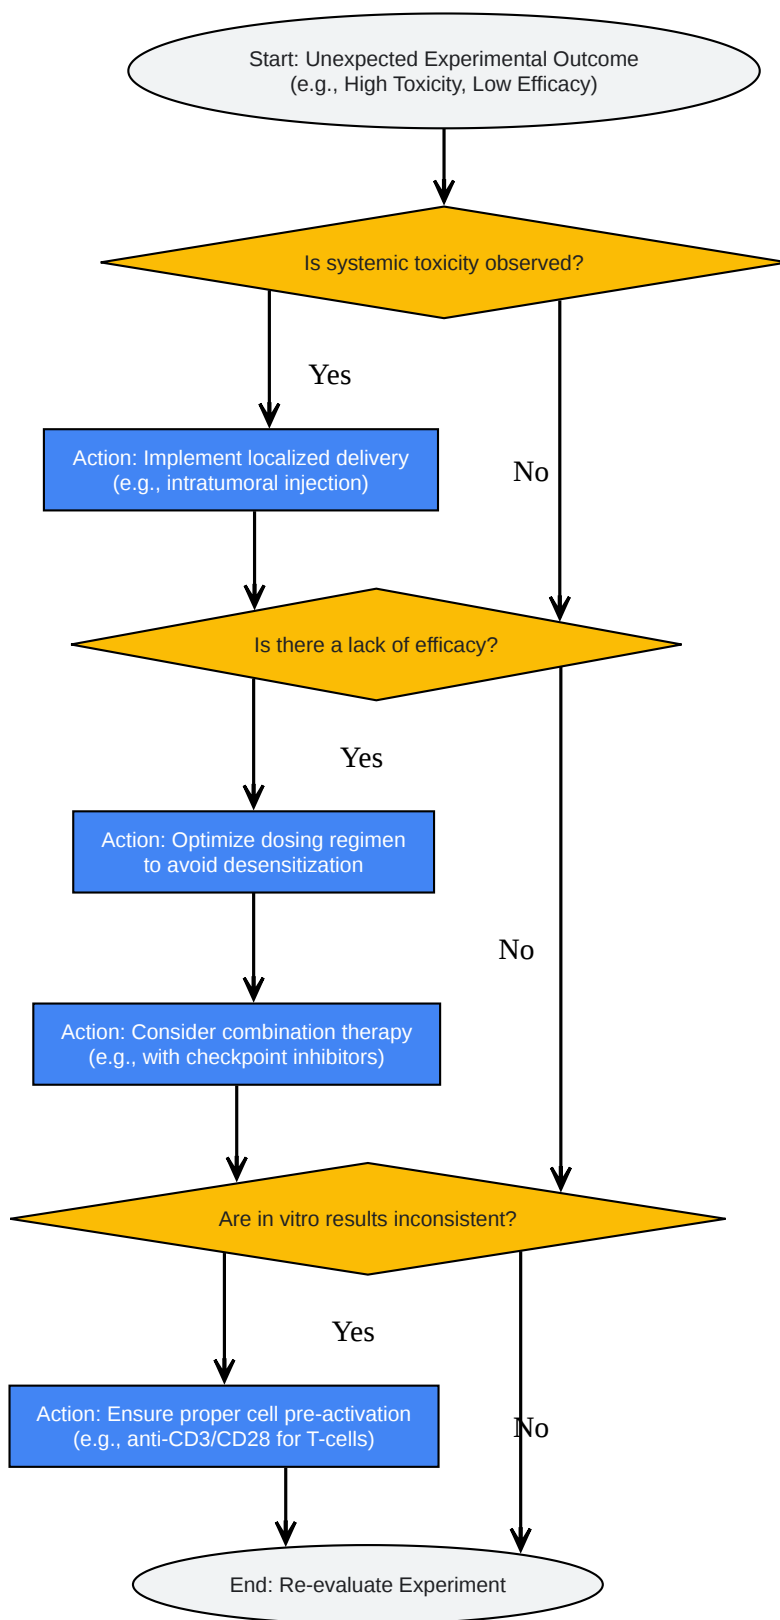 Start: Unexpected Experimental Outcome
(e.g., High Toxicity, Low Efficacy)
Is systemic toxicity observed?
Yes
Action: Implement localized delivery
(e.g., intratumoral injection)
No
Is there a lack of efficacy?
Yes
Action: Optimize dosing regimen
to avoid desensitization
No
Action: Consider combination therapy
(e.g., with checkpoint inhibitors)
Are in vitro results inconsistent?
Yes
Action: Ensure proper cell pre-activation
(e.g., anti-CD3/CD28 for T-cells)
No
End: Re-evaluate Experiment